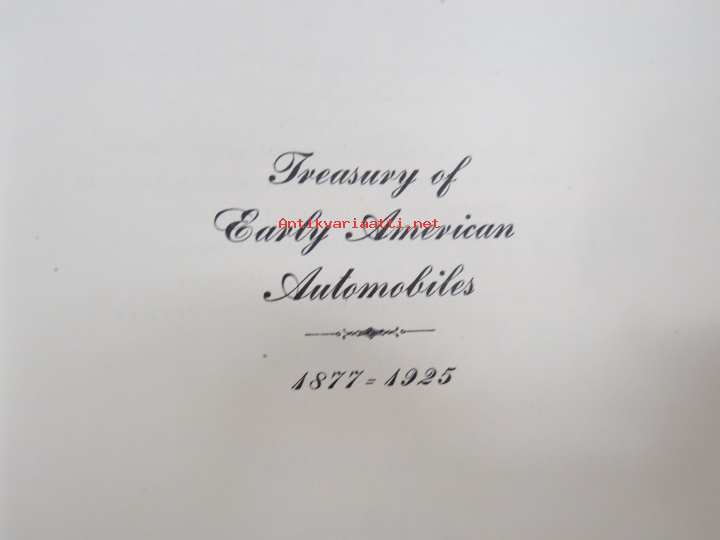 Treasury of
Antikvariaatti.net
Early American
Automobiles
1877=1925